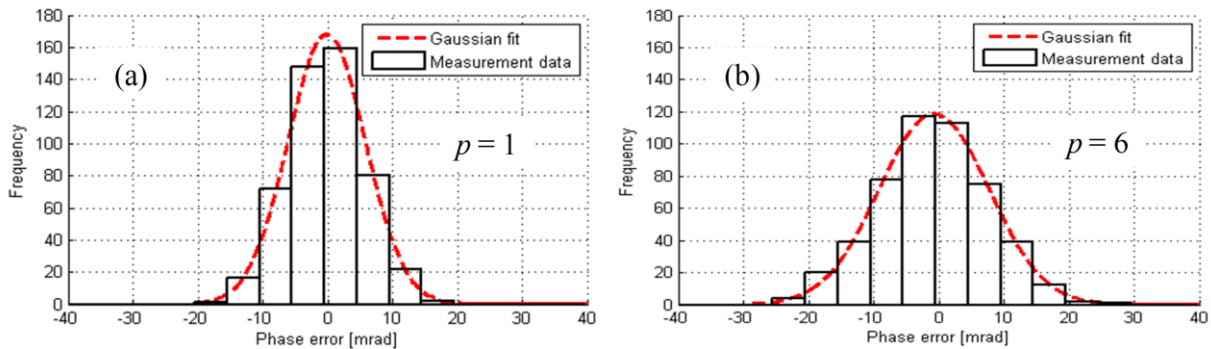 180
160
140
120
100
80
60
40
20
0
Frequency
(a)
Gaussian fit
Measurement data
p = 1
-40 -30 -20 -10 0 10 20 30 40
Phase error [mrad]
180
160
140
120
100
80
60
40
20
0
Frequency
(b)
Gaussian fit
Measurement data
p = 6
-40 -30 -20 -10 0 10 20 30 40
Phase error [mrad]